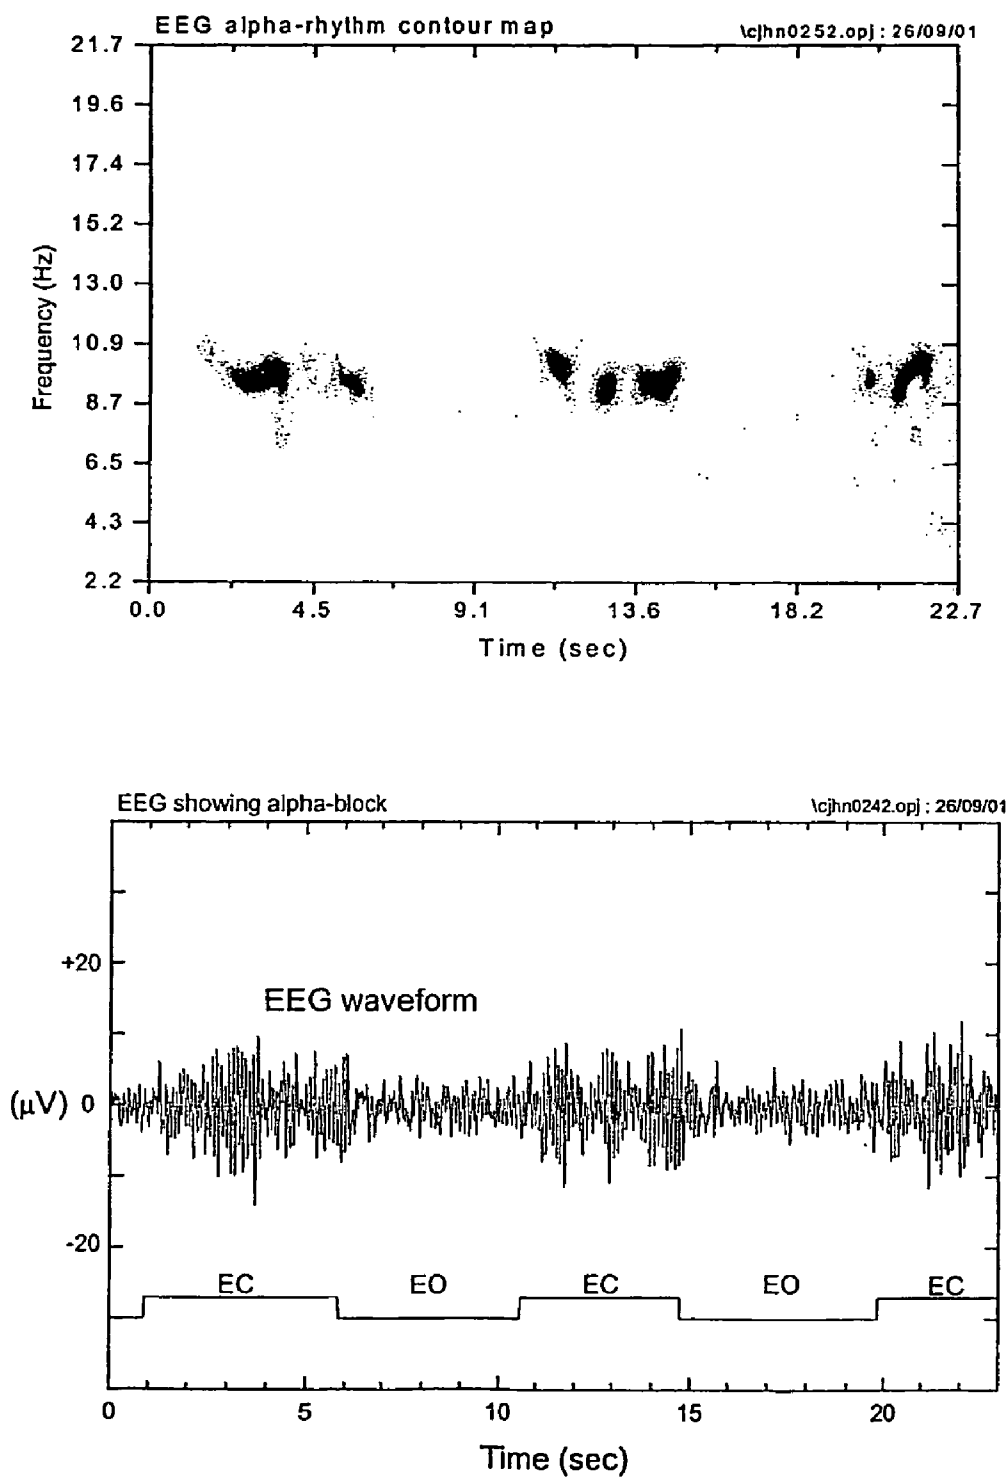 EEG alpha-rhythm contour map \cjhn0252.opj : 26/09/01
21.7
19.6
17.4
15.2
13.0
10.9
8.7
6.5
4.3
2.2
Frequency (Hz)
0.0 4.5 9.1 13.6 18.2 22.7
Time (sec)
EEG showing alpha-block \cjhn0242.opj : 26/09/01
+20
EEG waveform
(μV) 0
-20
EC EO EC EO EC
0 5 10 15 20
Time (sec)